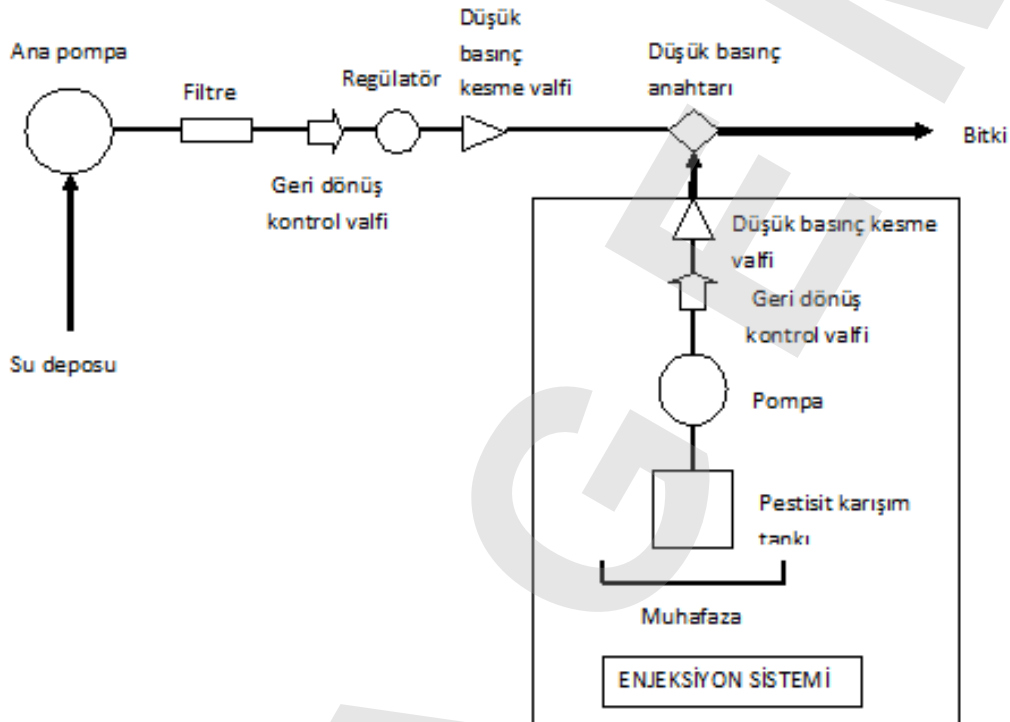 Ana pompa
Filtre
Regülatör
Düşük
basınç
kesme valfi
Düşük basınç
anahtarı
Bitki
Geri dönüş
kontrol valfi
Su deposu
Düşük basınç kesme
valfi
Geri dönüş
kontrol valfi
Pompa
Pestisit karışım
tankı
Muhafaza
ENJEKSİYON SİSTEMİ